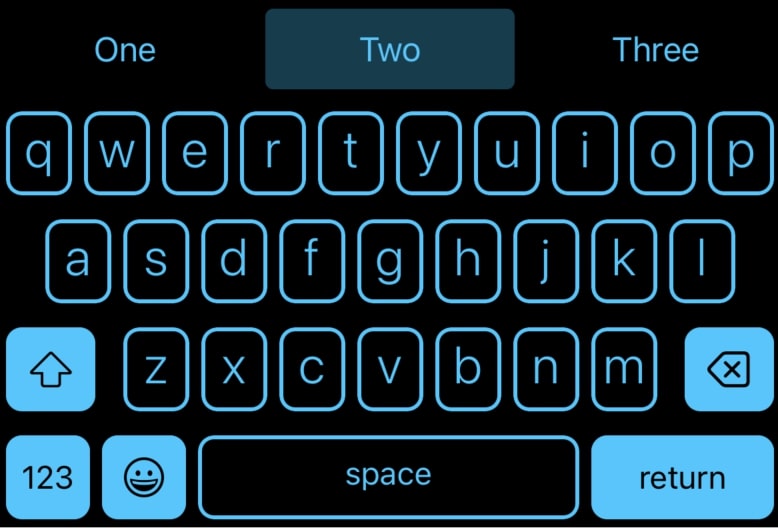 One Two Three
q w e r t y u i o p
a s d f g h j k l
z x c v b n m
123 space return